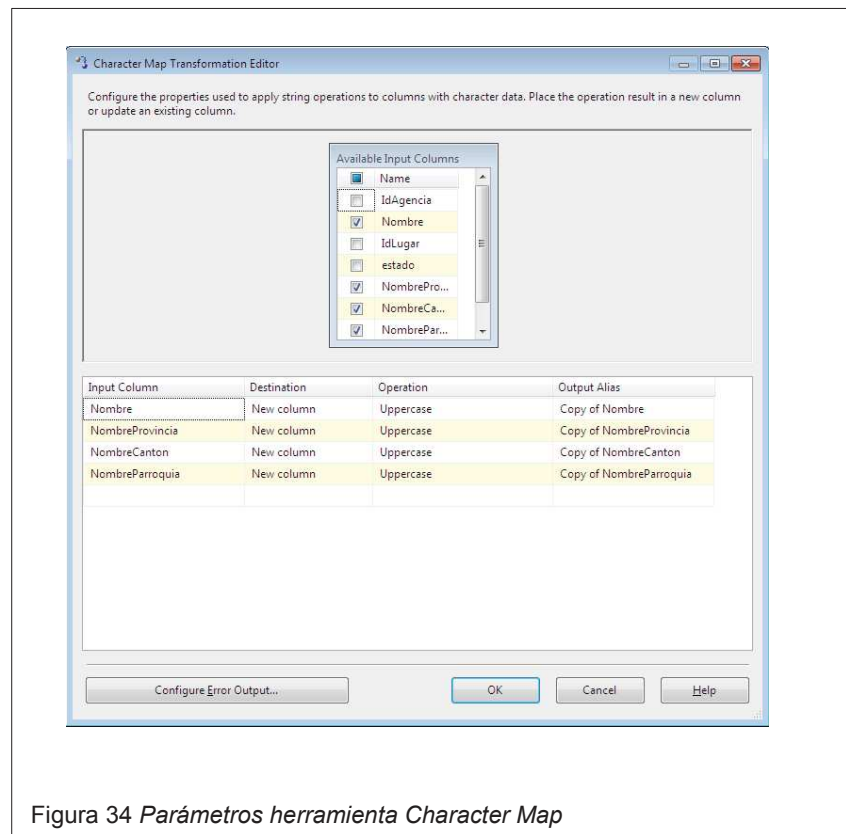 Character Map Transformation Editor
Configure the properties used to apply string operations to columns with character data. Place the operation result in a new column
or update an existing column.
Available Input Columns
Name
IdAgencia
Nombre
IdLugar
estado
NombrePro...
NombreCa...
NombrePar...
Input Column Destination Operation Output Alias
Nombre New column Uppercase Copy of Nombre
NombreProvincia New column Uppercase Copy of NombreProvincia
NombreCanton New column Uppercase Copy of NombreCanton
NombreParroquia New column Uppercase Copy of NombreParroquia
Configure Error Output... OK Cancel Help
Figura 34 Parámetros herramienta Character Map